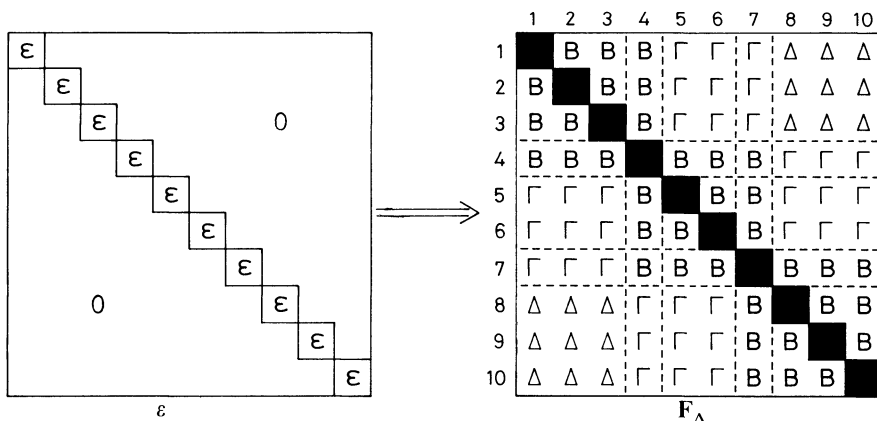 1 2 3 4 5 6 7 8 9 10
ε 1 B B B Γ Γ Γ Δ Δ Δ
ε 2 B B B Γ Γ Γ Δ Δ Δ
ε 0 3 B B B Γ Γ Γ Δ Δ Δ
ε 4 B B B B B B Γ Γ Γ
ε 5 Γ Γ Γ B B B Γ Γ Γ
ε 6 Γ Γ Γ B B B Γ Γ Γ
ε 7 Γ Γ Γ B B B B B B
0 ε 8 Δ Δ Δ Γ Γ Γ B B B
ε 9 Δ Δ Δ Γ Γ Γ B B B
ε 10 Δ Δ Δ Γ Γ Γ B B B
ε F_Δ